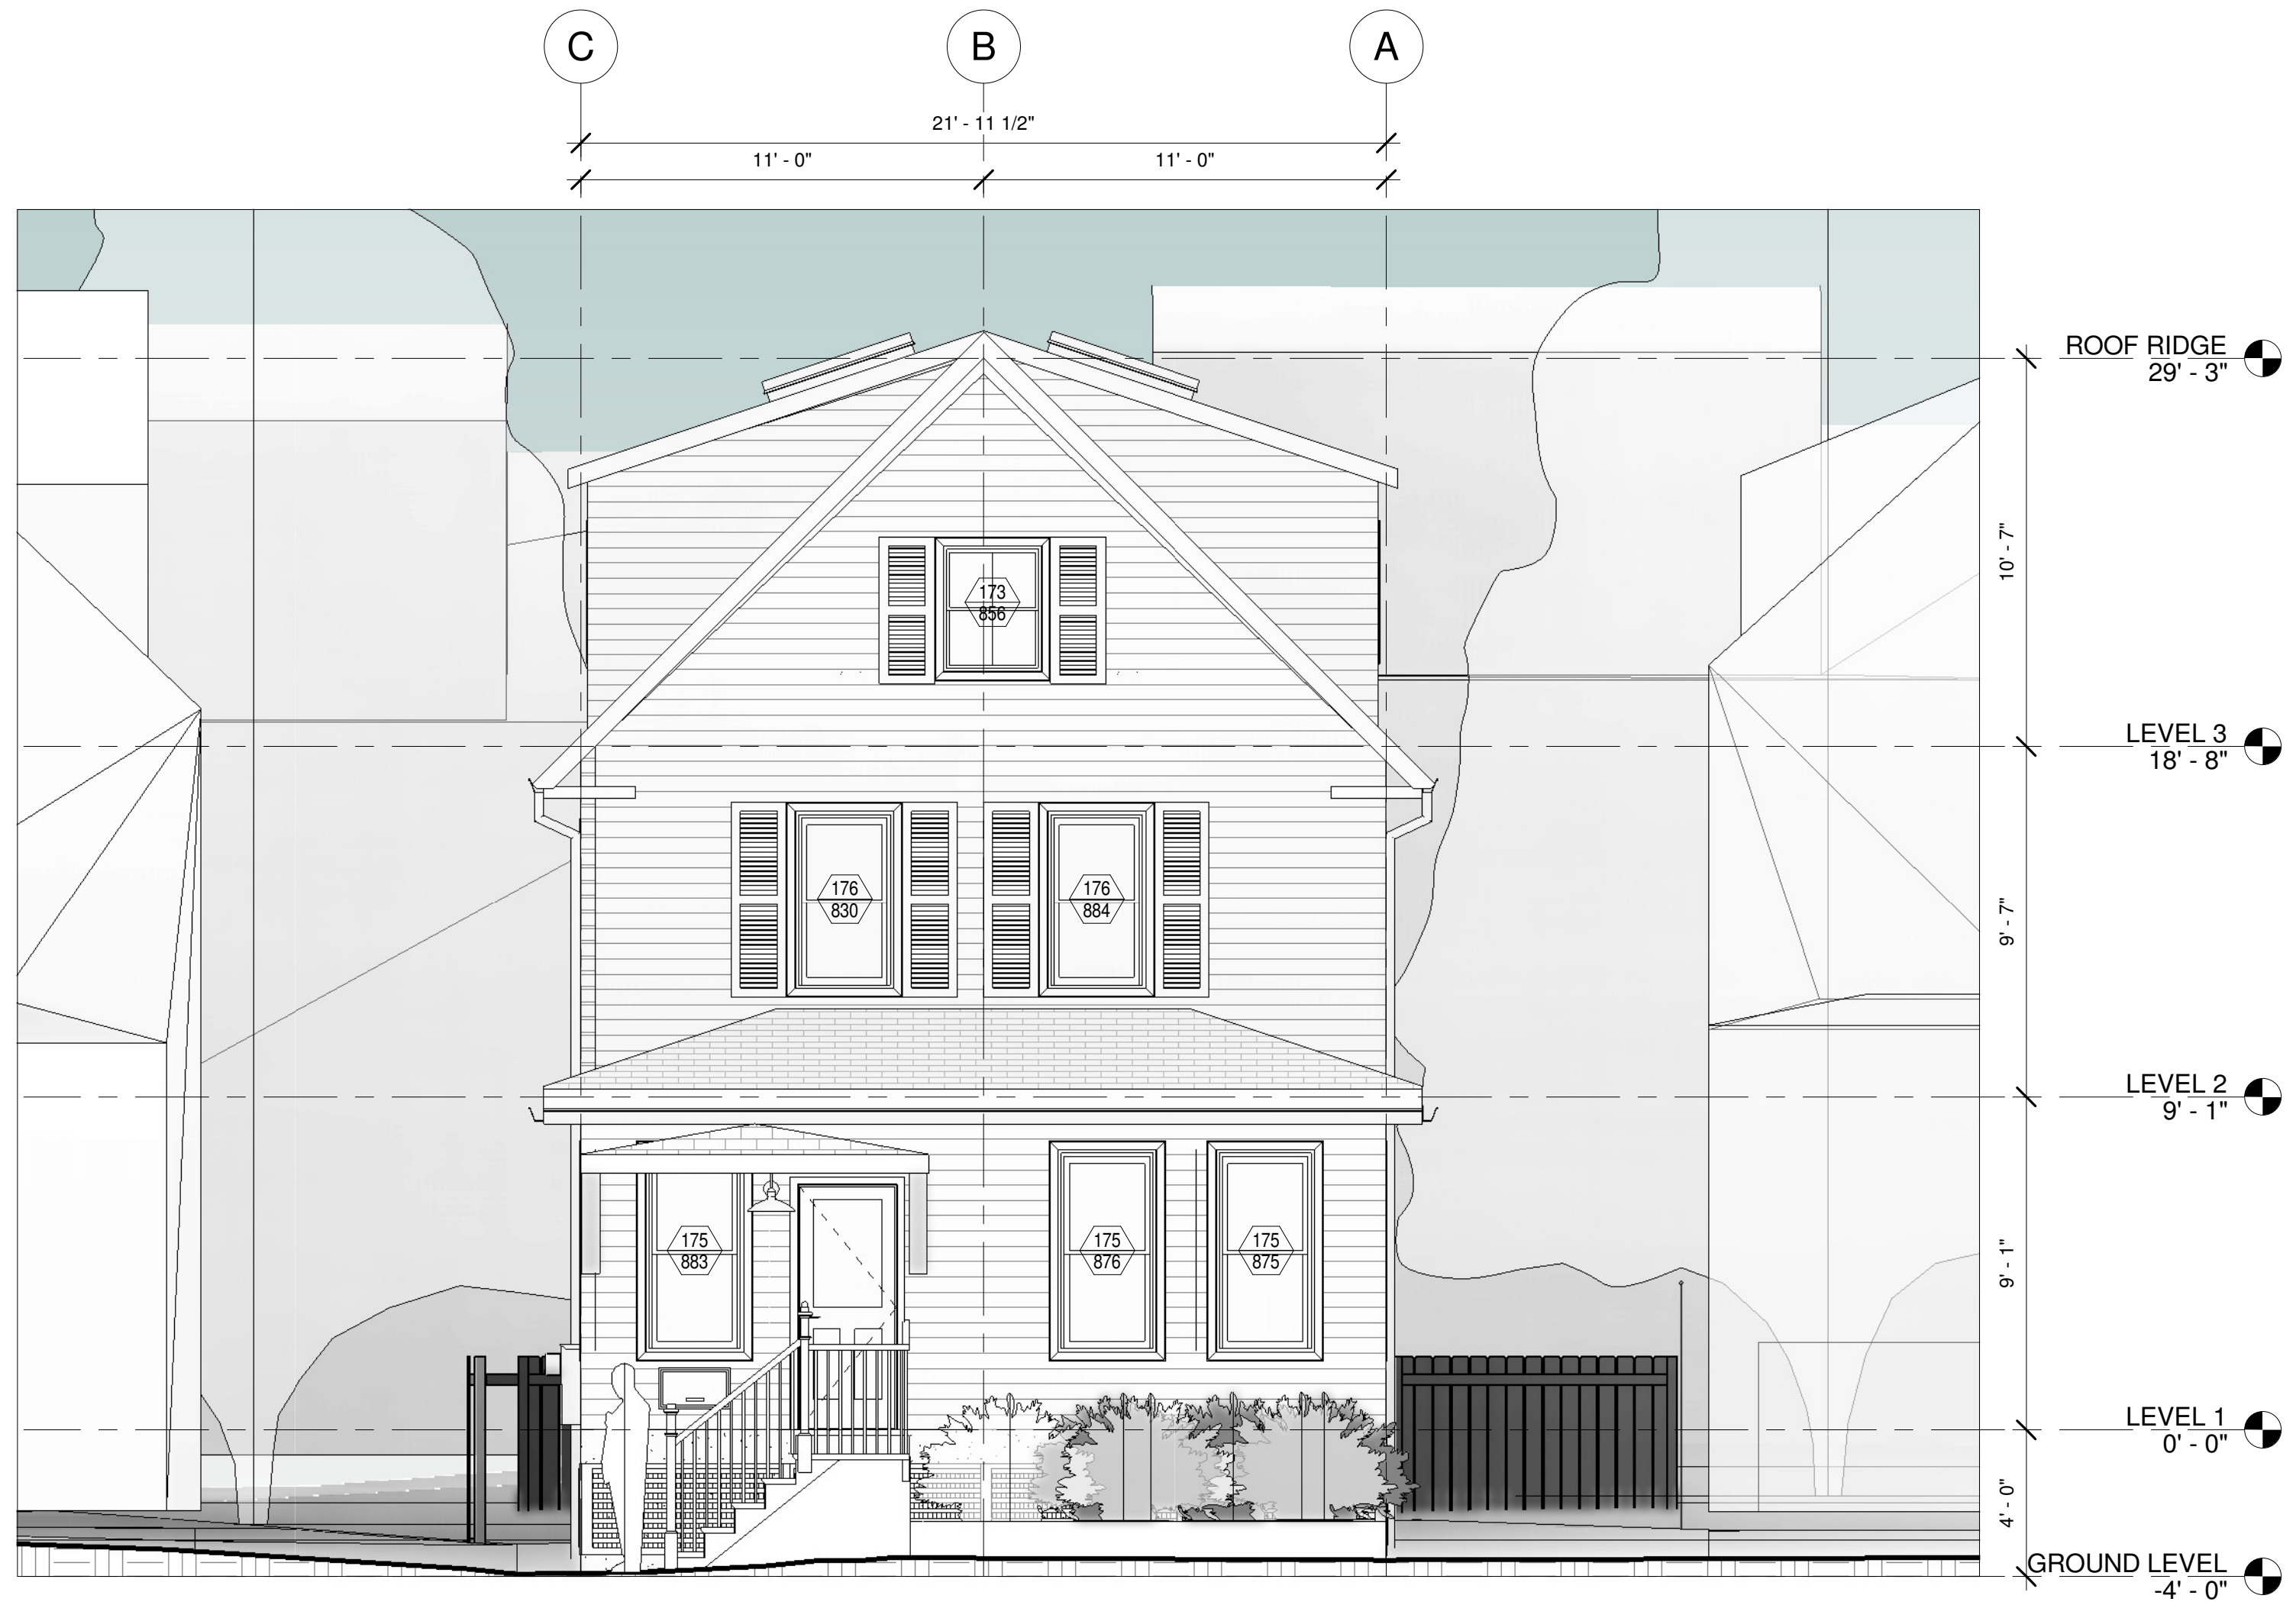 C B A
21' - 11 1/2"
11' - 0" 11' - 0"
ROOF RIDGE
29' - 3"
10' - 7"
173
856
LEVEL 3
18' - 8"
176 176
830 884
9' - 7"
LEVEL 2
9' - 1"
175 175 175
883 876 875
9' - 1"
LEVEL 1
0' - 0"
4' - 0"
GROUND LEVEL
-4' - 0"